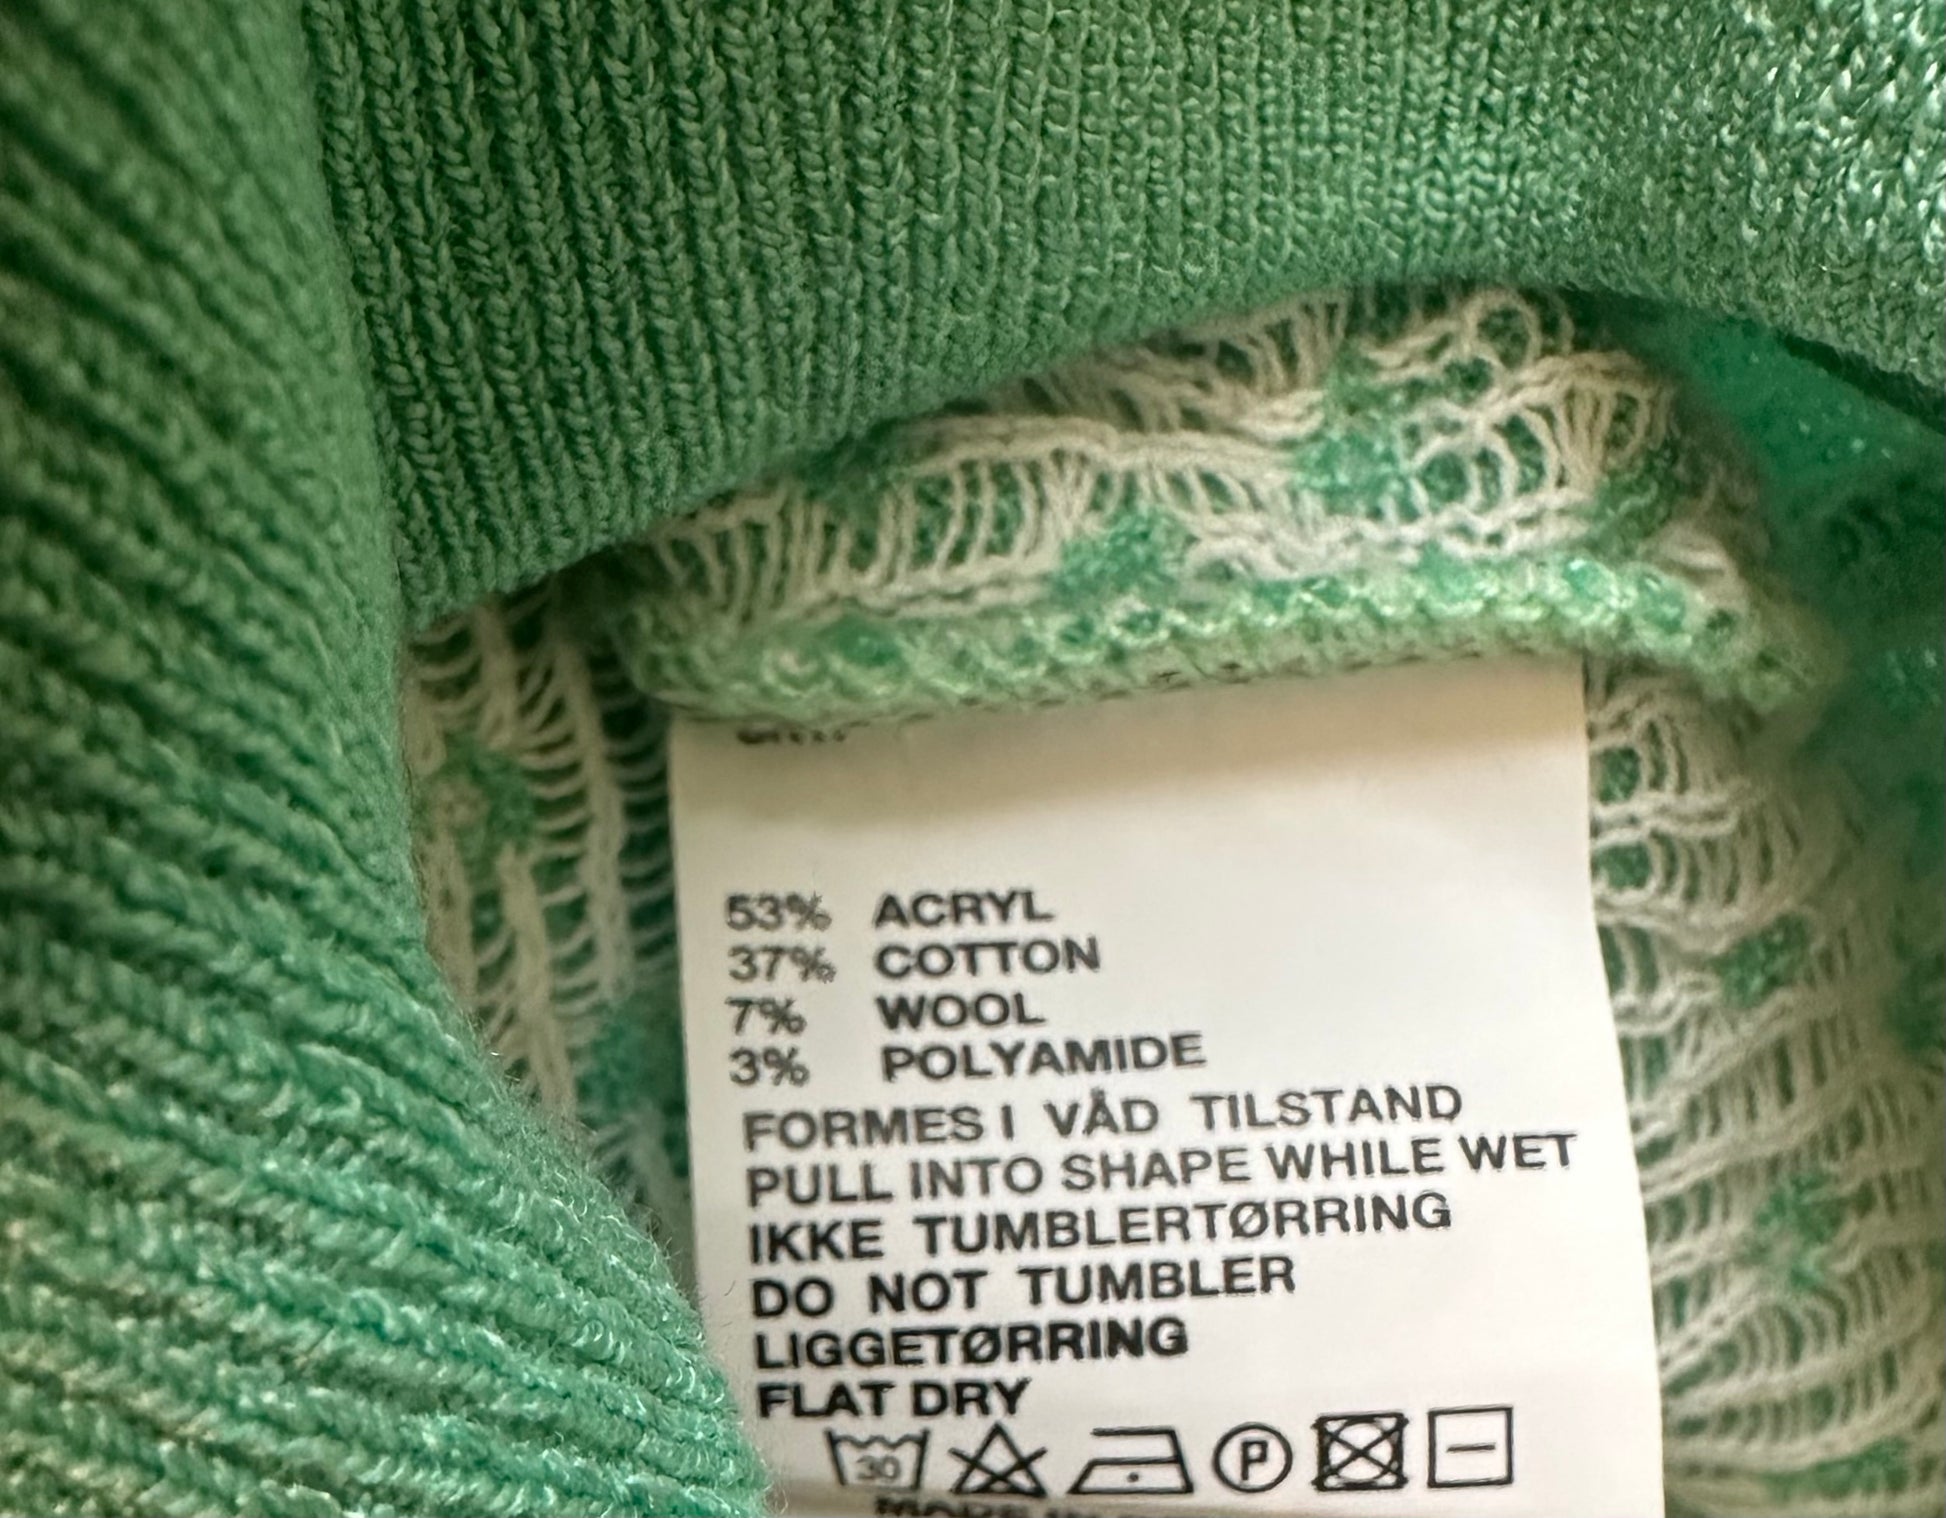 53% ACRYL
37% COTTON
7% WOOL
3% POLYAMIDE
FORMES I VÅD TILSTAND
PULL INTO SHAPE WHILE WET
IKKE TUMBLERTØRRING
DO NOT TUMBLER
LIGGETØRRING
FLAT DRY
30 P